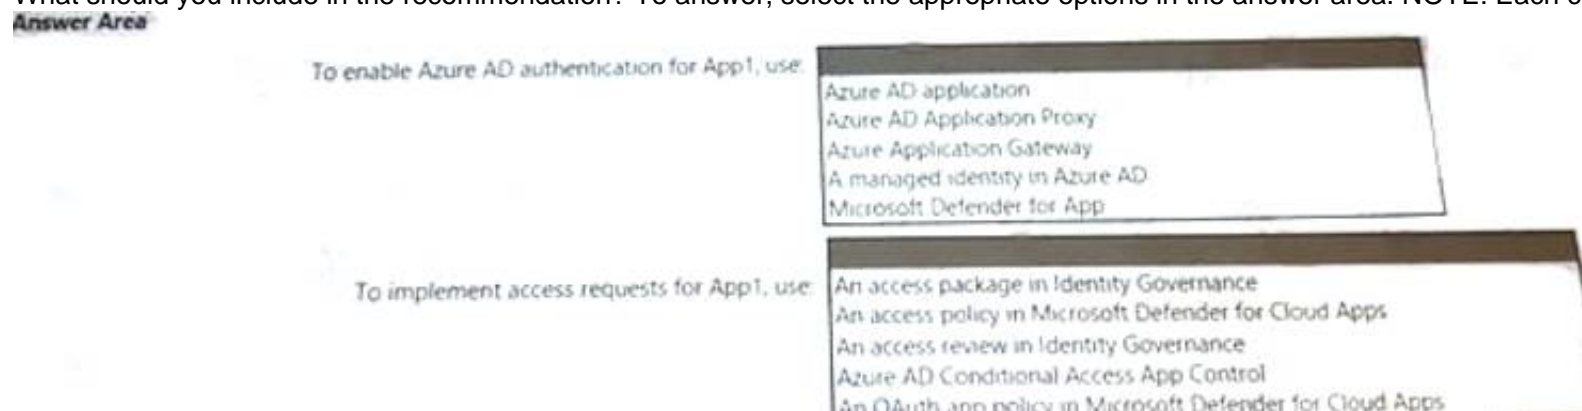 What should you include in the recommendation? To answer, select the appropriate options in the answer area. NOTE: Each
Answer Area
To enable Azure AD authentication for App1, use:
Azure AD application
Azure AD Application Proxy
Azure Application Gateway
A managed identity in Azure AD
Microsoft Defender for App
To implement access requests for App1, use:
An access package in Identity Governance
An access policy in Microsoft Defender for Cloud Apps
An access review in Identity Governance
Azure AD Conditional Access App Control
An OAuth app policy in Microsoft Defender for Cloud Apps